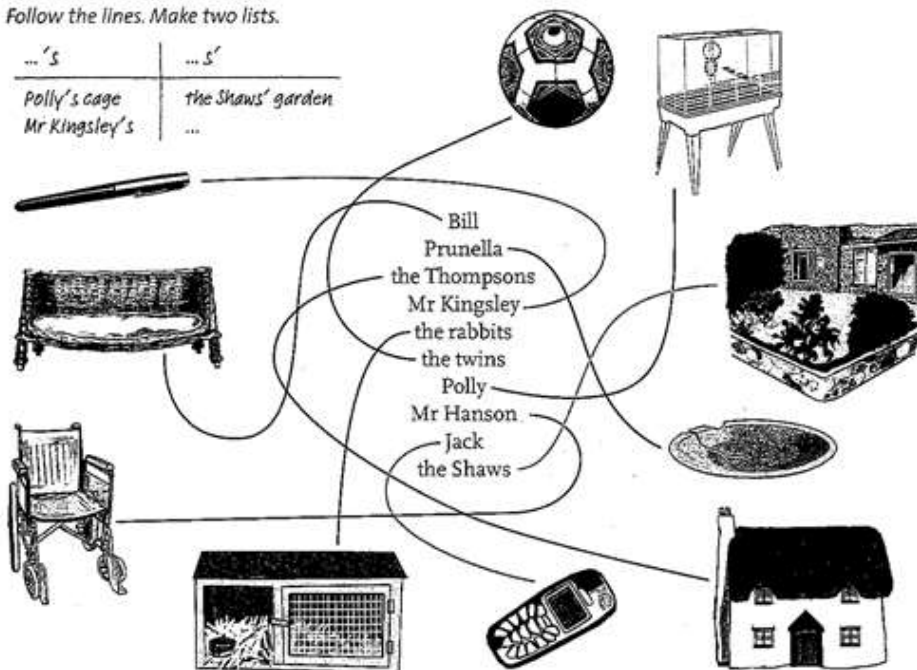 Follow the lines. Make two lists.
...'s ...s'
Polly's cage the Shaws' garden
Mr Kingsley's ...
Bill
Prunella
the Thompsons
Mr Kingsley
the rabbits
the twins
Polly
Mr Hanson
Jack
the Shaws